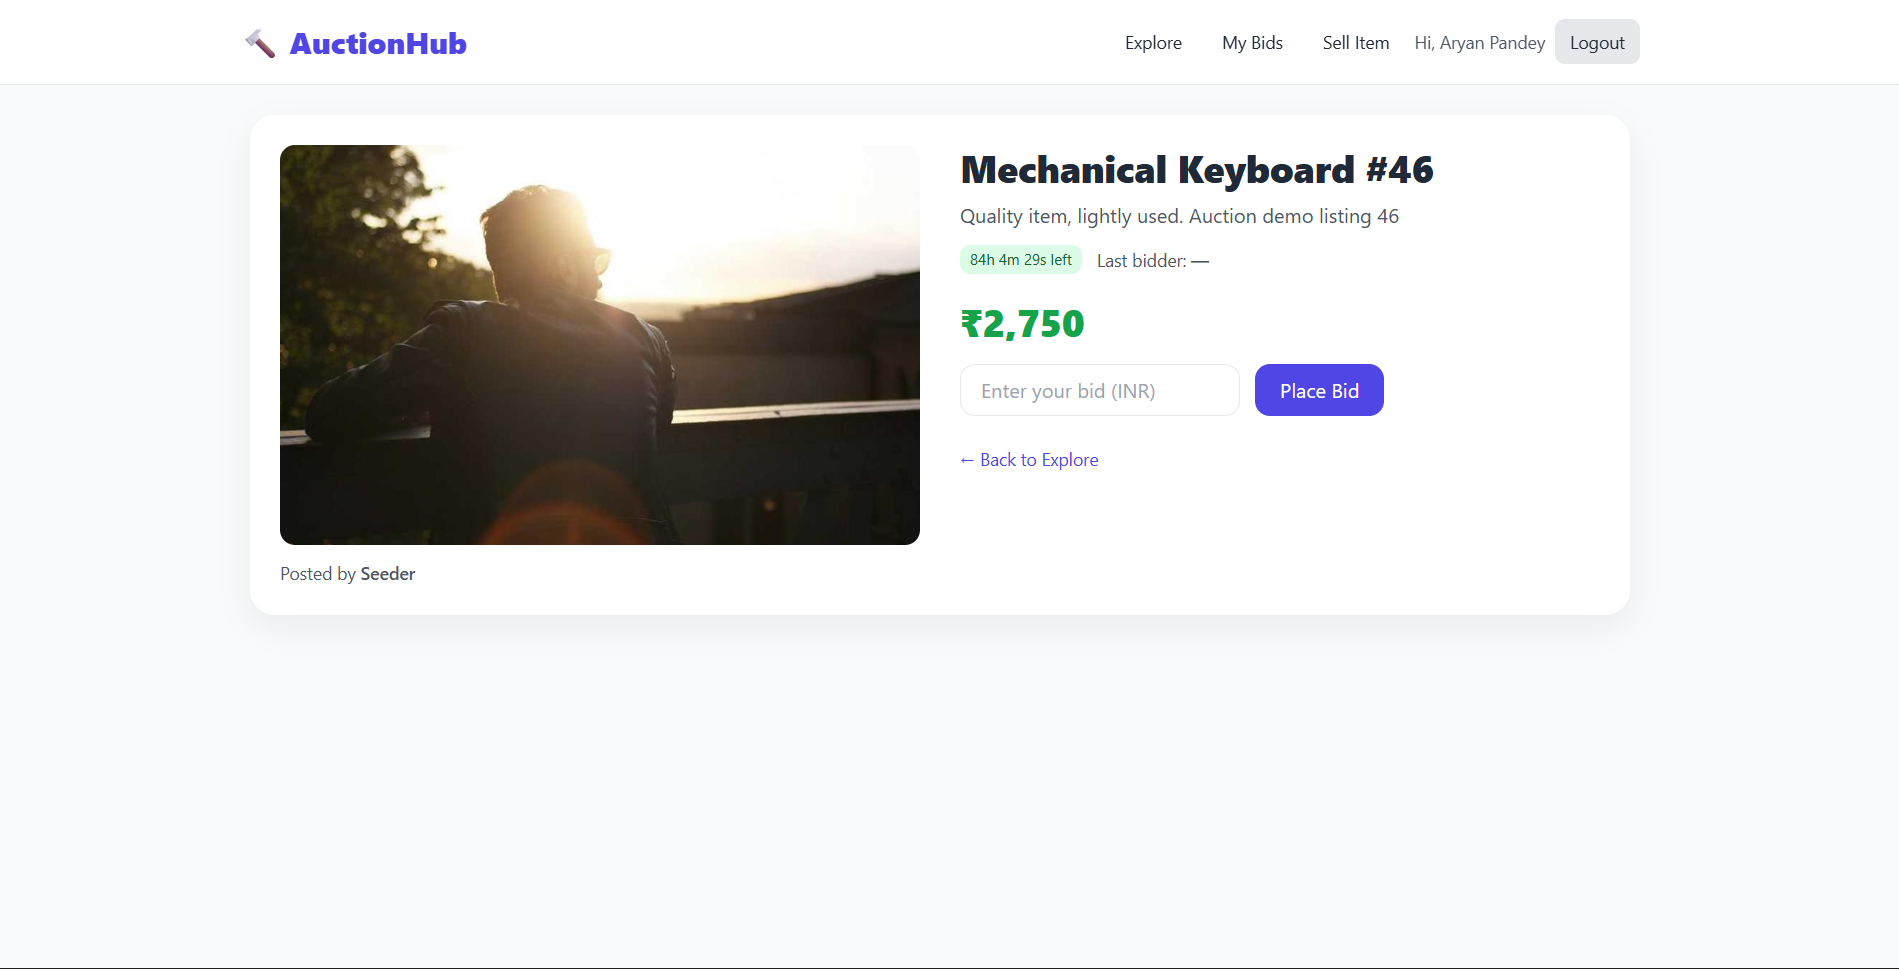 AuctionHub
Explore My Bids Sell Item Hi, Aryan Pandey Logout
Mechanical Keyboard #46
Quality item, lightly used. Auction demo listing 46
84h 4m 29s left Last bidder: —
₹2,750
Enter your bid (INR) Place Bid
← Back to Explore
Posted by Seeder